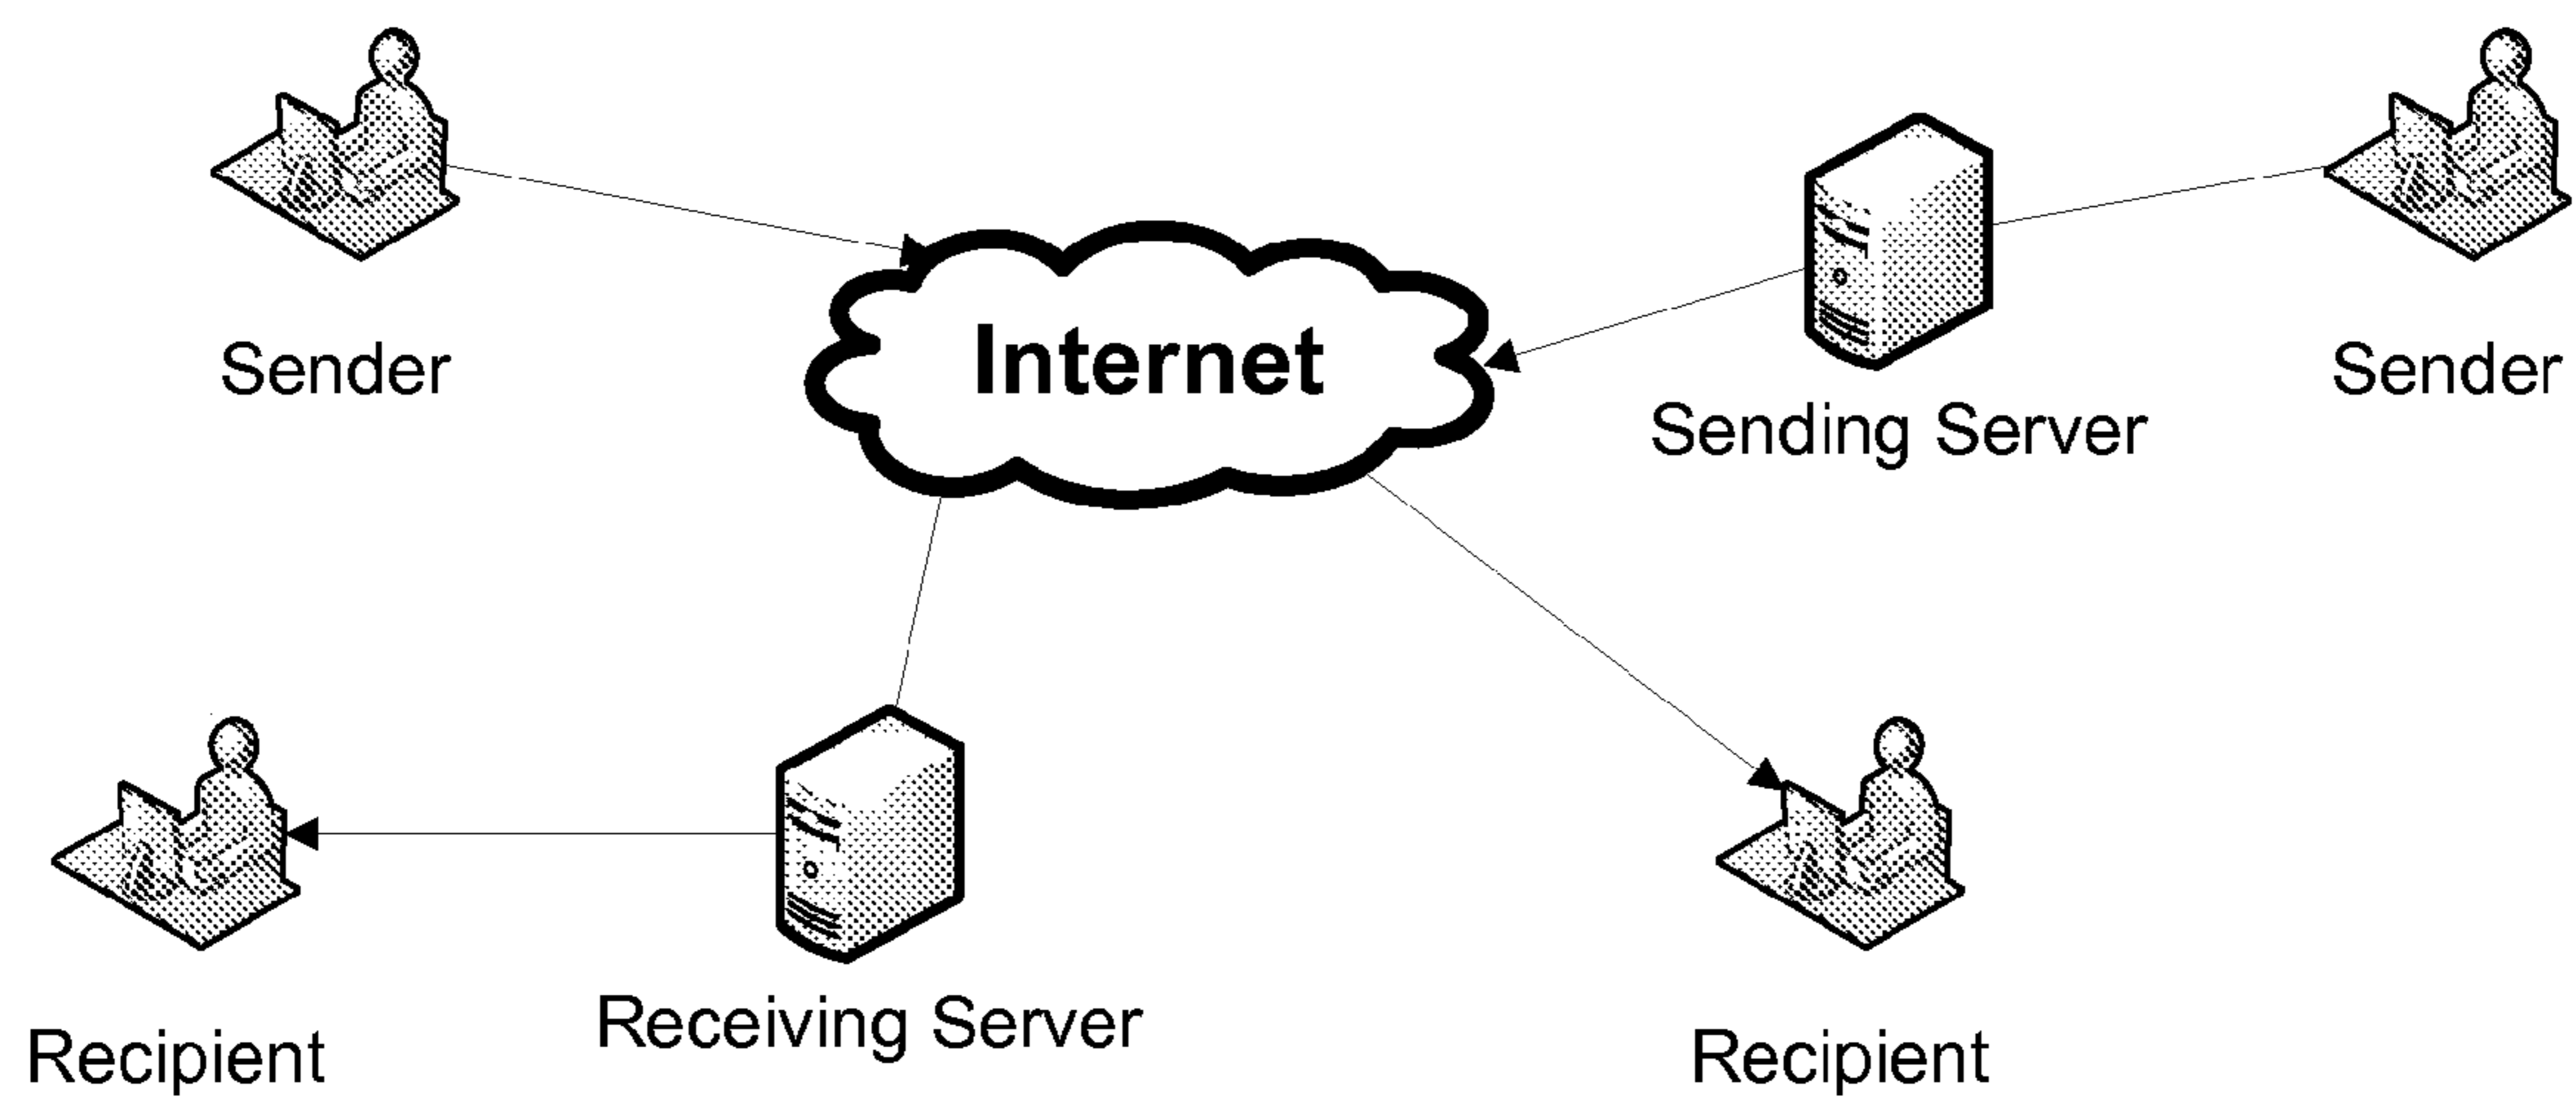 Sender
Internet
Sender
Sending Server
Recipient
Receiving Server
Recipient